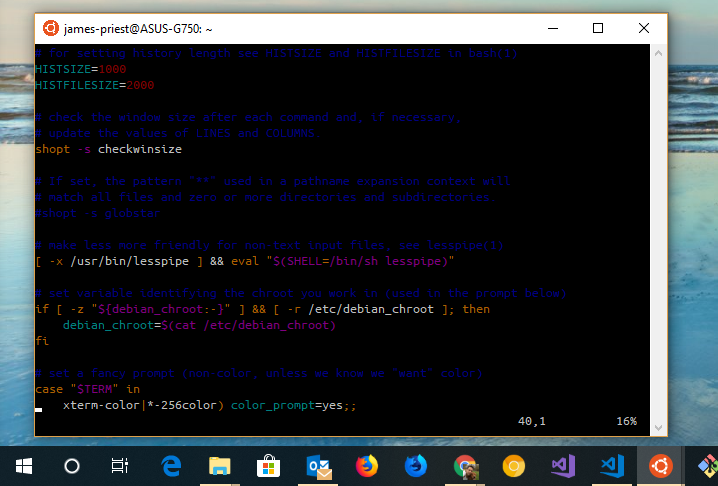 james-priest@ASUS-G750: ~
# for setting history length see HISTSIZE and HISTFILESIZE in bash(1)
HISTSIZE=1000
HISTFILESIZE=2000
# check the window size after each command and, if necessary,
# update the values of LINES and COLUMNS.
shopt -s checkwinsize
# If set, the pattern "**" used in a pathname expansion context will
# match all files and zero or more directories and subdirectories.
#shopt -s globstar
# make less more friendly for non-text input files, see lesspipe(1)
[ -x /usr/bin/lesspipe ] && eval "$(SHELL=/bin/sh lesspipe)"
# set variable identifying the chroot you work in (used in the prompt below)
if [ -z "${debian_chroot:-}" ] && [ -r /etc/debian_chroot ]; then
    debian_chroot=$(cat /etc/debian_chroot)
fi
# set a fancy prompt (non-color, unless we know we "want" color)
case "$TERM" in
    xterm-color|*-256color) color_prompt=yes;;
40,1 16%